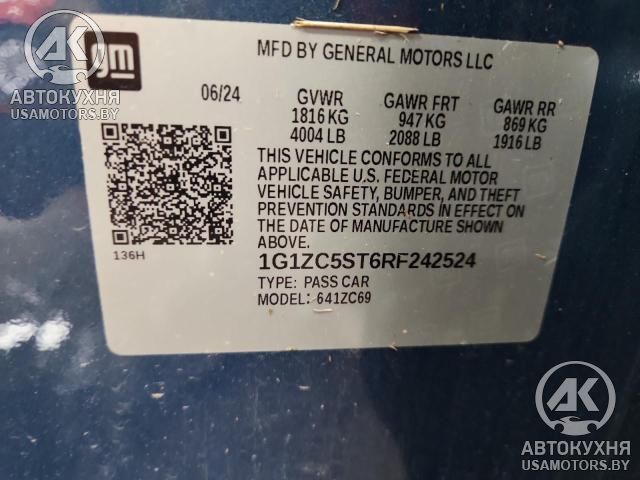 АВТОКУХНЯ
USAMOTORS.BY
gm
MFD BY GENERAL MOTORS LLC
06/24 GVWR GAWR FRT GAWR RR
1816 KG 947 KG 869 KG
4004 LB 2088 LB 1916 LB
THIS VEHICLE CONFORMS TO ALL
APPLICABLE U.S. FEDERAL MOTOR
VEHICLE SAFETY, BUMPER, AND THEFT
PREVENTION STANDARDS IN EFFECT ON
THE DATE OF MANUFACTURE SHOWN
ABOVE.
136H
1G1ZC5ST6RF242524
TYPE: PASS CAR
MODEL: 641ZC69
АК
АВТОКУХНЯ
USAMOTORS.BY